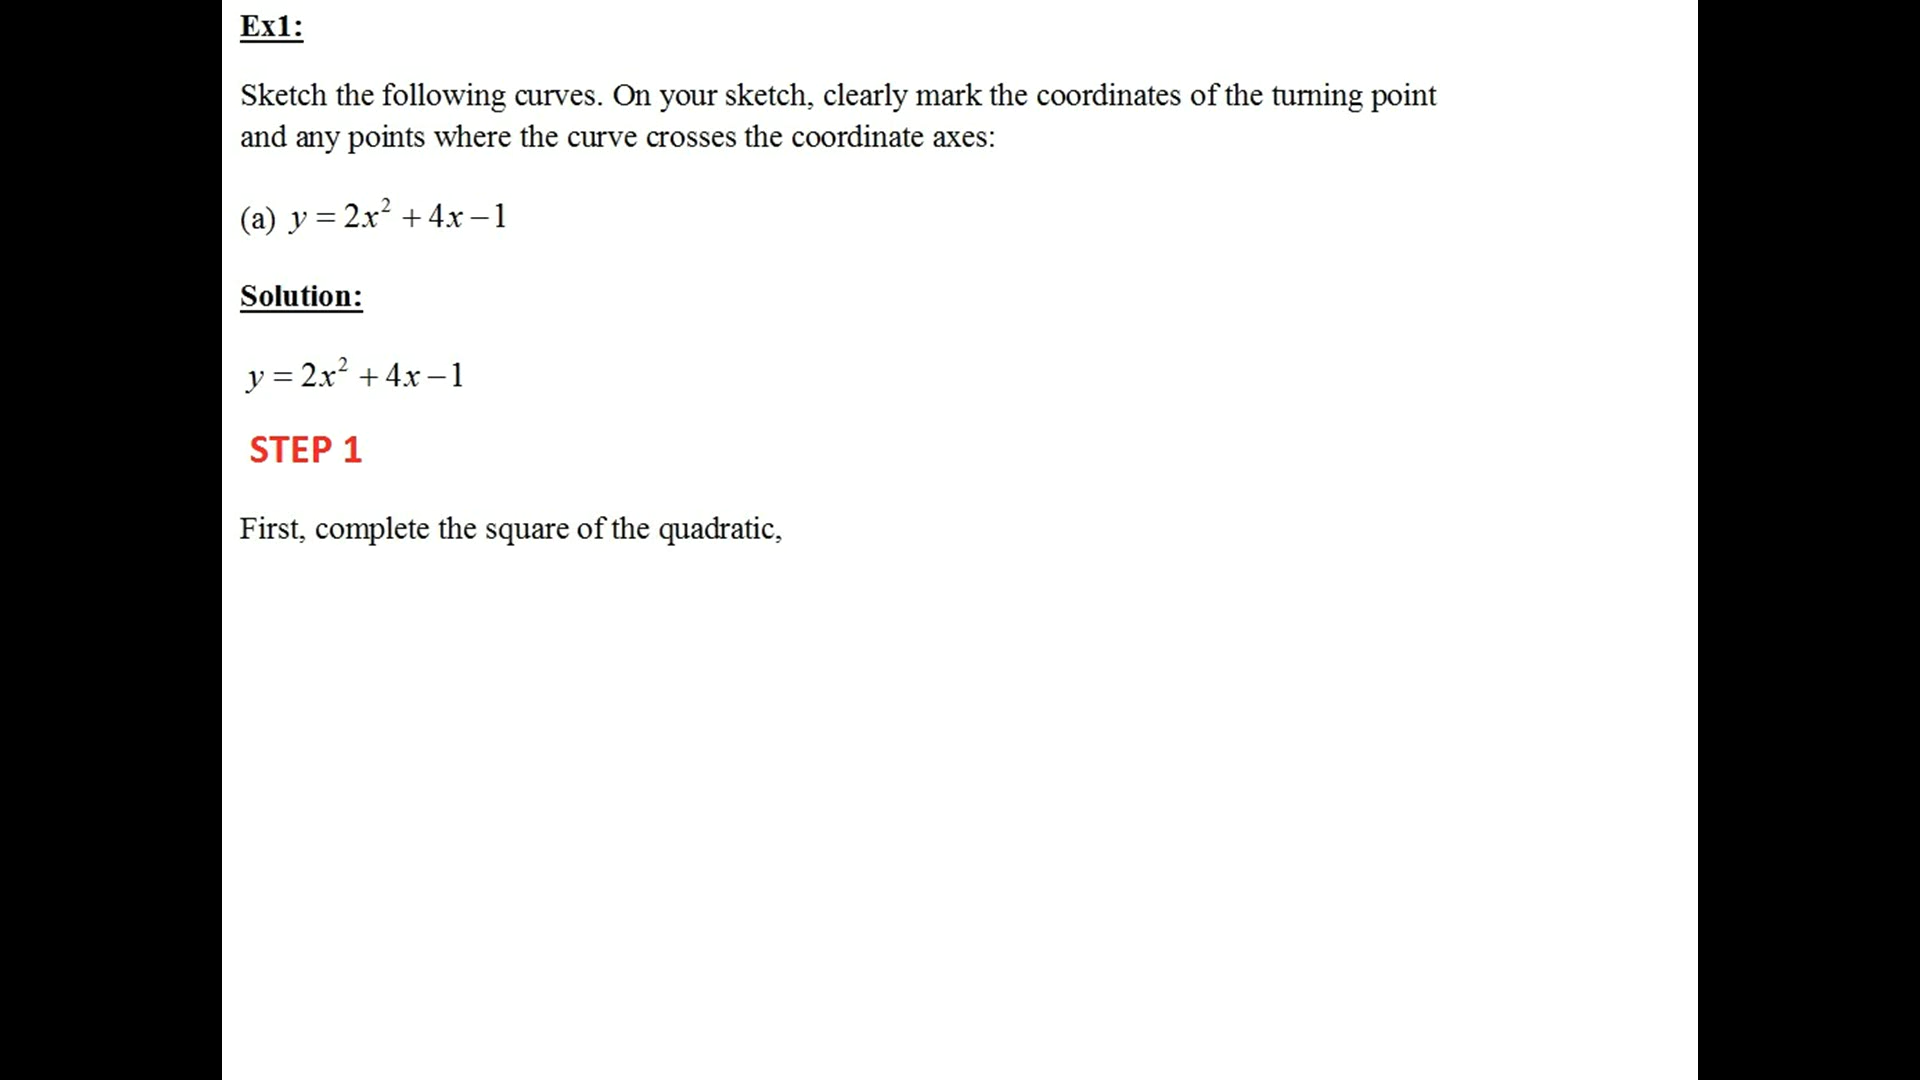 Ex1:
Sketch the following curves. On your sketch, clearly mark the coordinates of the turning point
and any points where the curve crosses the coordinate axes:
(a) y = 2x² + 4x − 1
Solution:
y = 2x² + 4x − 1
STEP 1
First, complete the square of the quadratic,